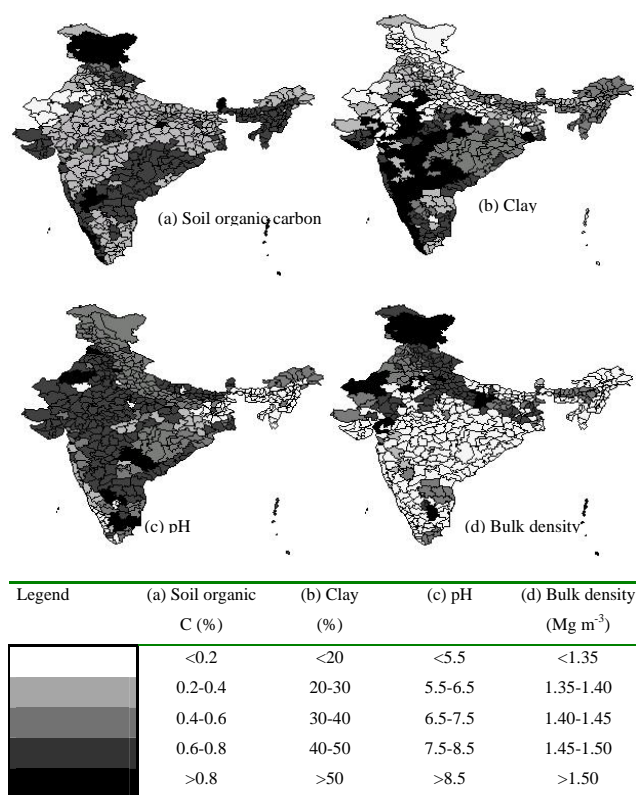 (a) Soil organic carbon
(b) Clay
(c) pH
(d) Bulk density
Legend (a) Soil organic (b) Clay (c) pH (d) Bulk density
C (%) (%) (Mg m-3)
<0.2 <20 <5.5 <1.35
0.2-0.4 20-30 5.5-6.5 1.35-1.40
0.4-0.6 30-40 6.5-7.5 1.40-1.45
0.6-0.8 40-50 7.5-8.5 1.45-1.50
>0.8 >50 >8.5 >1.50